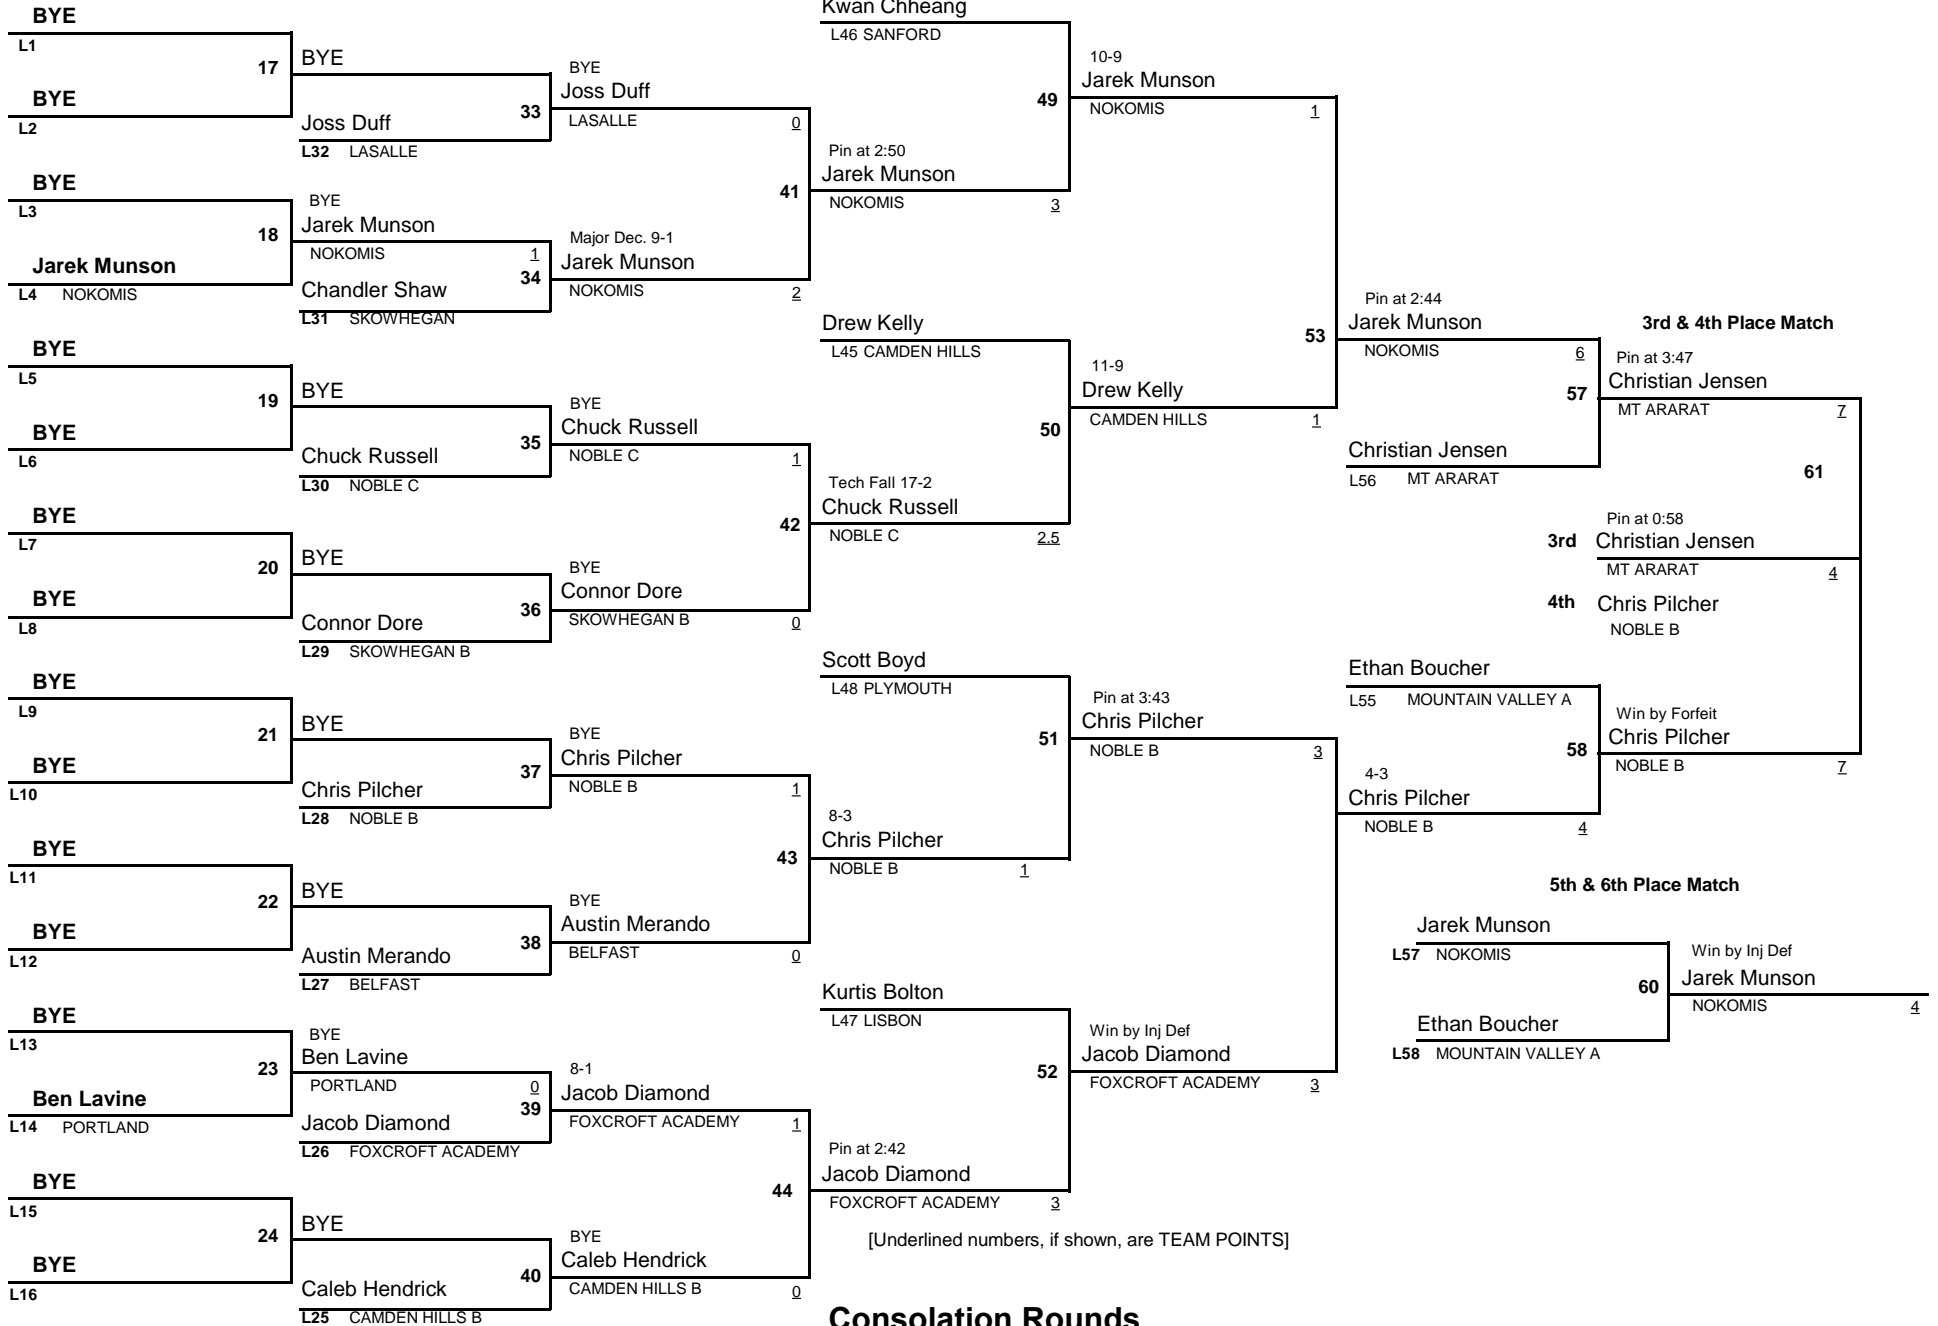 BYE
L1
17
BYE
L2
BYE
L3
18
Jarek Munson
L4 NOKOMIS
BYE
L5
19
BYE
L6
BYE
L7
20
BYE
L8
BYE
L9
21
BYE
L10
BYE
L11
22
BYE
L12
BYE
L13
23
Ben Lavine
L14 PORTLAND
BYE
L15
24
BYE
L16
BYE
33
Joss Duff
L32 LASALLE
BYE
Jarek Munson
NOKOMIS 1
34
Chandler Shaw
L31 SKOWHEGAN
BYE
35
Chuck Russell
L30 NOBLE C
BYE
36
Connor Dore
L29 SKOWHEGAN B
BYE
37
Chris Pilcher
L28 NOBLE B
BYE
38
Austin Merando
L27 BELFAST
BYE
Ben Lavine
PORTLAND 0
39
Jacob Diamond
L26 FOXCROFT ACADEMY
BYE
40
Caleb Hendrick
L25 CAMDEN HILLS B
BYE
Joss Duff
LASALLE 0
41
Major Dec. 9-1
Jarek Munson
NOKOMIS 2
BYE
Chuck Russell
NOBLE C 1
42
BYE
Connor Dore
SKOWHEGAN B 0
BYE
Chris Pilcher
NOBLE B 1
43
BYE
Austin Merando
BELFAST 0
8-1
Jacob Diamond
FOXCROFT ACADEMY 1
44
BYE
Caleb Hendrick
CAMDEN HILLS B 0
Kwan Chheang
L46 SANFORD
49
Pin at 2:50
Jarek Munson
NOKOMIS 3
Drew Kelly
L45 CAMDEN HILLS
50
Tech Fall 17-2
Chuck Russell
NOBLE C 2.5
Scott Boyd
L48 PLYMOUTH
51
8-3
Chris Pilcher
NOBLE B 1
Kurtis Bolton
L47 LISBON
52
Pin at 2:42
Jacob Diamond
FOXCROFT ACADEMY 3
[Underlined numbers, if shown, are TEAM POINTS]
Consolation Rounds
10-9
Jarek Munson
NOKOMIS 1
53
11-9
Drew Kelly
CAMDEN HILLS 1
Pin at 3:43
Chris Pilcher
NOBLE B 3
Win by Inj Def
Jacob Diamond
FOXCROFT ACADEMY 3
Pin at 2:44
Jarek Munson
NOKOMIS 6
57
Christian Jensen
L56 MT ARARAT
Ethan Boucher
L55 MOUNTAIN VALLEY A
58
4-3
Chris Pilcher
NOBLE B 4
3rd & 4th Place Match
Pin at 3:47
Christian Jensen
MT ARARAT 7
61
Pin at 0:58
3rd Christian Jensen
MT ARARAT 4
4th Chris Pilcher
NOBLE B
Win by Forfeit
Chris Pilcher
NOBLE B 7
5th & 6th Place Match
Jarek Munson
L57 NOKOMIS
60
Ethan Boucher
L58 MOUNTAIN VALLEY A
Win by Inj Def
Jarek Munson
NOKOMIS 4